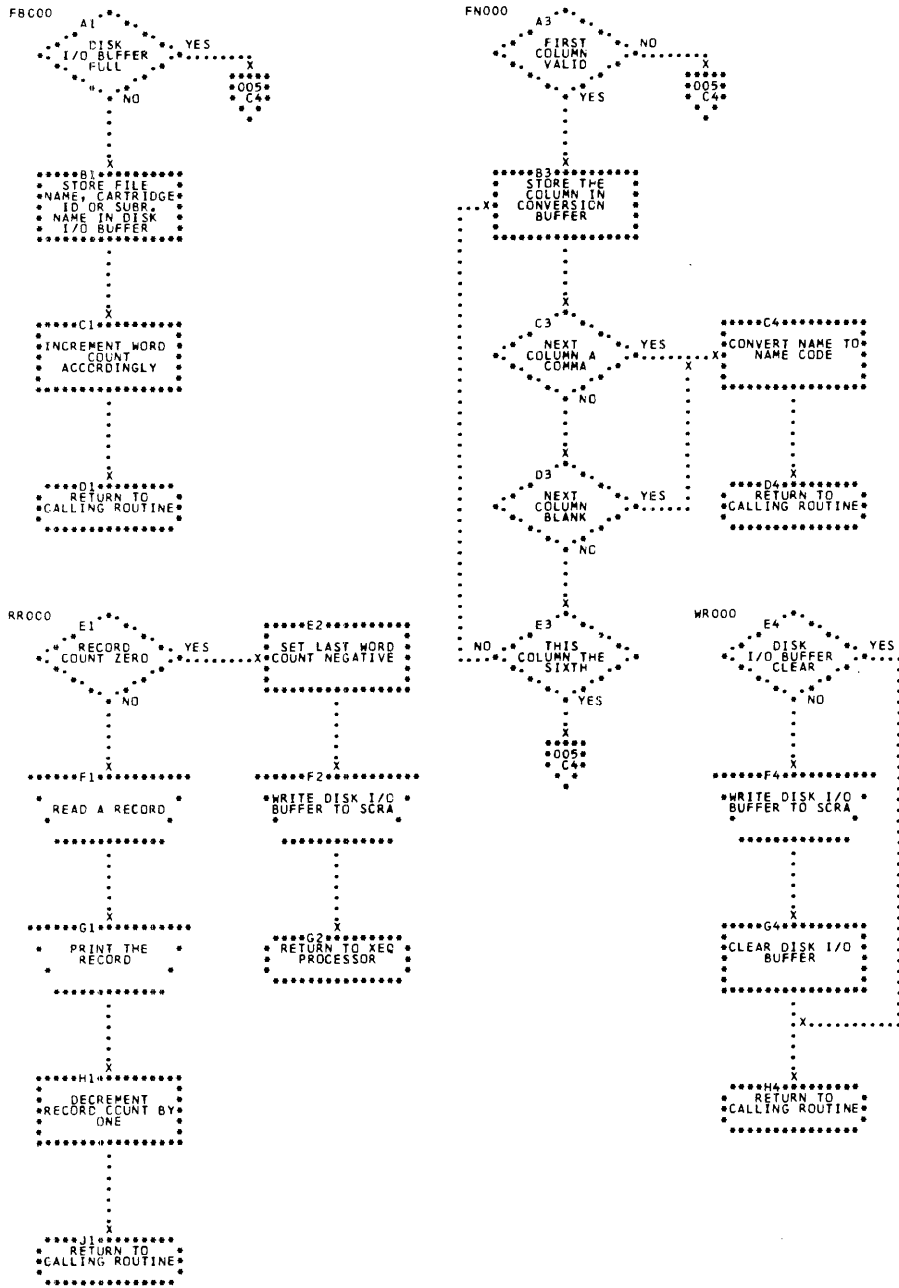 FBC00
A1
DISK
I/O BUFFER
FULL
YES
X
005
C4
NO
X
B1
STORE FILE
NAME, CARTRIDGE
ID OR SUBR.
NAME IN DISK
I/O BUFFER
X
C1
INCREMENT WORD
COUNT
ACCORDINGLY
X
D1
RETURN TO
CALLING ROUTINE
FN000
A3
FIRST
COLUMN
VALID
NO
X
005
C4
YES
X
B3
STORE THE
COLUMN IN
CONVERSION
BUFFER
X
X
C3
NEXT
COLUMN A
COMMA
YES
X
X
NO
C4
CONVERT NAME TO
NAME CODE
X
D4
RETURN TO
CALLING ROUTINE
X
D3
NEXT
COLUMN
BLANK
YES
NO
X
E3
THIS
COLUMN THE
SIXTH
NO
YES
X
005
C4
RR000
E1
RECORD
COUNT ZERO
YES
X
NO
E2
SET LAST WORD
COUNT NEGATIVE
X
F2
WRITE DISK I/O
BUFFER TO SCRA
X
G2
RETURN TO XEQ
PROCESSOR
X
F1
READ A RECORD
X
G1
PRINT THE
RECORD
X
H1
DECREMENT
RECORD COUNT BY
ONE
X
J1
RETURN TO
CALLING ROUTINE
WR000
E4
DISK
I/O BUFFER
CLEAR
YES
NO
X
F4
WRITE DISK I/O
BUFFER TO SCRA
X
G4
CLEAR DISK I/O
BUFFER
X
X
H4
RETURN TO
CALLING ROUTINE